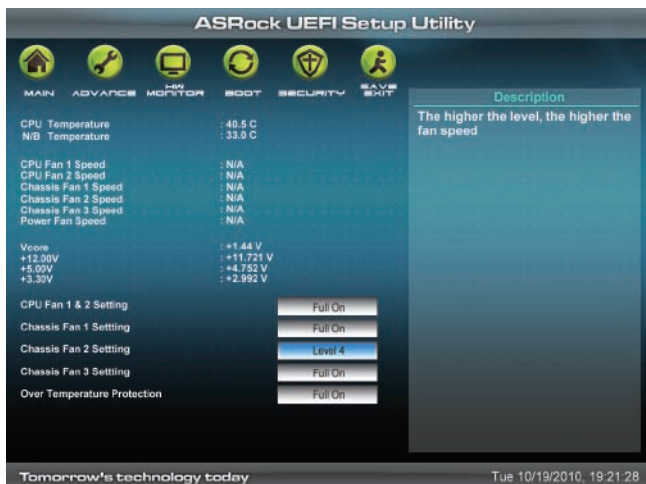 ASRock UEFI Setup Utility
MAIN
ADVANCE
HW MONITOR
BOOT
SECURITY
SAVE EXIT
Description
The higher the level, the higher the
fan speed
CPU Temperature : 40.5 C
N/B Temperature : 33.0 C
CPU Fan 1 Speed : N/A
CPU Fan 2 Speed : N/A
Chassis Fan 1 Speed : N/A
Chassis Fan 2 Speed : N/A
Chassis Fan 3 Speed : N/A
Power Fan Speed : N/A
Vcore : +1.44 V
+12.00V : +11.721 V
+5.00V : +4.752 V
+3.30V : +2.992 V
CPU Fan 1 & 2 Setting Full On
Chassis Fan 1 Settting Full On
Chassis Fan 2 Settting Level 4
Chassis Fan 3 Settting Full On
Over Temperature Protection Full On
Tomorrow's technology today
Tue 10/19/2010, 19:21:28